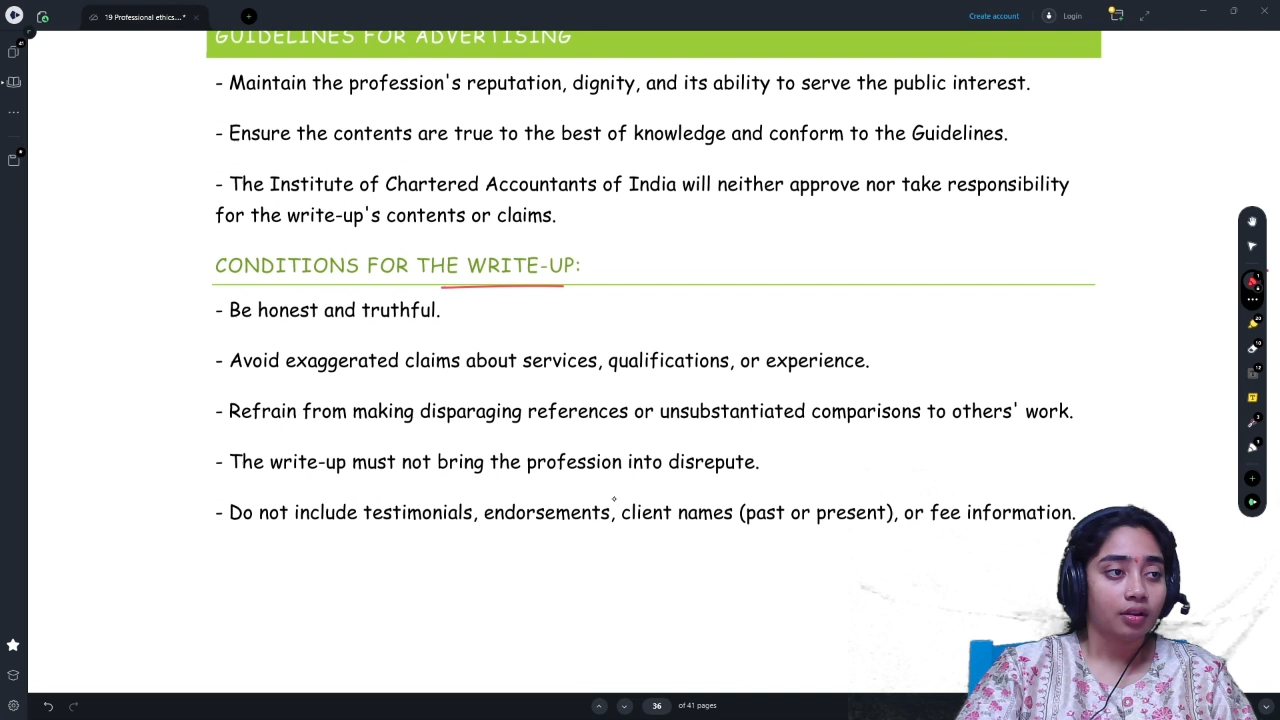 19 Professional ethics....*
Create account
Login
GUIDELINES FOR ADVERTISING
- Maintain the profession's reputation, dignity, and its ability to serve the public interest.
- Ensure the contents are true to the best of knowledge and conform to the Guidelines.
- The Institute of Chartered Accountants of India will neither approve nor take responsibility
for the write-up's contents or claims.
CONDITIONS FOR THE WRITE-UP:
- Be honest and truthful.
- Avoid exaggerated claims about services, qualifications, or experience.
- Refrain from making disparaging references or unsubstantiated comparisons to others' work.
- The write-up must not bring the profession into disrepute.
- Do not include testimonials, endorsements, client names (past or present), or fee information.
36 of 41 pages